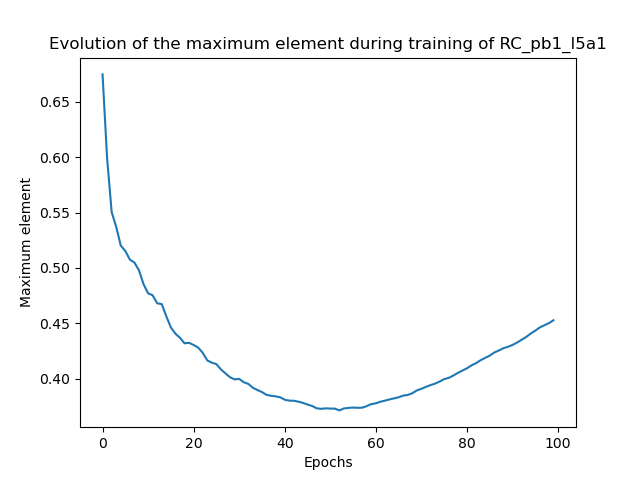 Evolution of the maximum element during training of RC_pb1_l5a1
0.65
0.60
0.55
0.50
0.45
0.40
Maximum element
0 20 40 60 80 100
Epochs